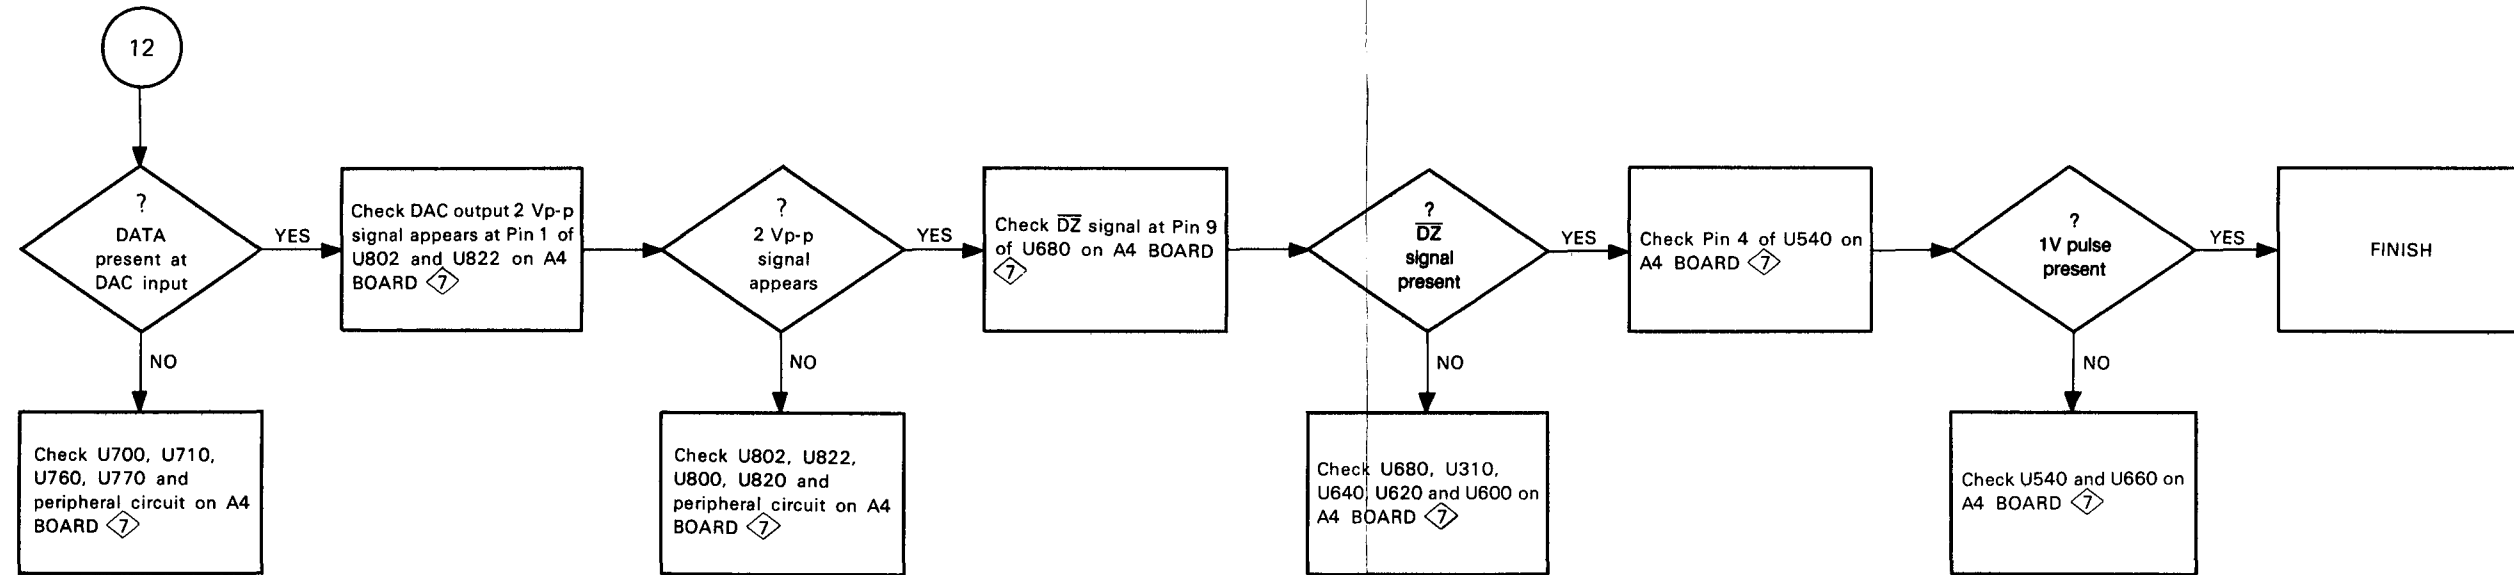 12
?
DATA
present at
DAC input
YES
NO
Check U700, U710,
U760, U770 and
peripheral circuit on A4
BOARD 7
Check DAC output 2 Vp-p
signal appears at Pin 1 of
U802 and U822 on A4
BOARD 7
?
2 Vp-p
signal
appears
YES
NO
Check U802, U822,
U800, U820 and
peripheral circuit on A4
BOARD 7
Check D̅Z̅ signal at Pin 9
of U680 on A4 BOARD
7
?
D̅Z̅
signal
present
YES
NO
Check U680, U310,
U640, U620 and U600 on
A4 BOARD 7
Check Pin 4 of U540 on
A4 BOARD 7
?
1V pulse
present
YES
NO
Check U540 and U660 on
A4 BOARD 7
FINISH